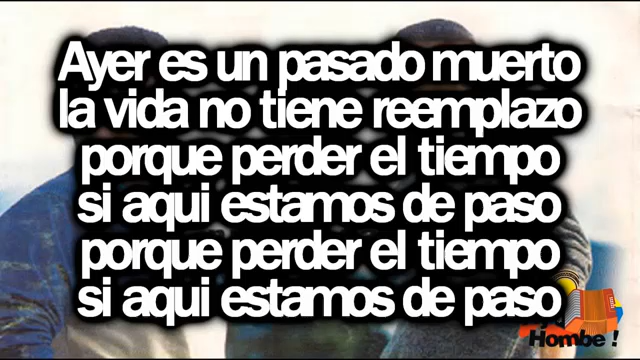 Ayer es un pasado muerto
la vida no tiene reemplazo
porque perder el tiempo
si aqui estamos de paso
porque perder el tiempo
si aqui estamos de paso
Hombe !